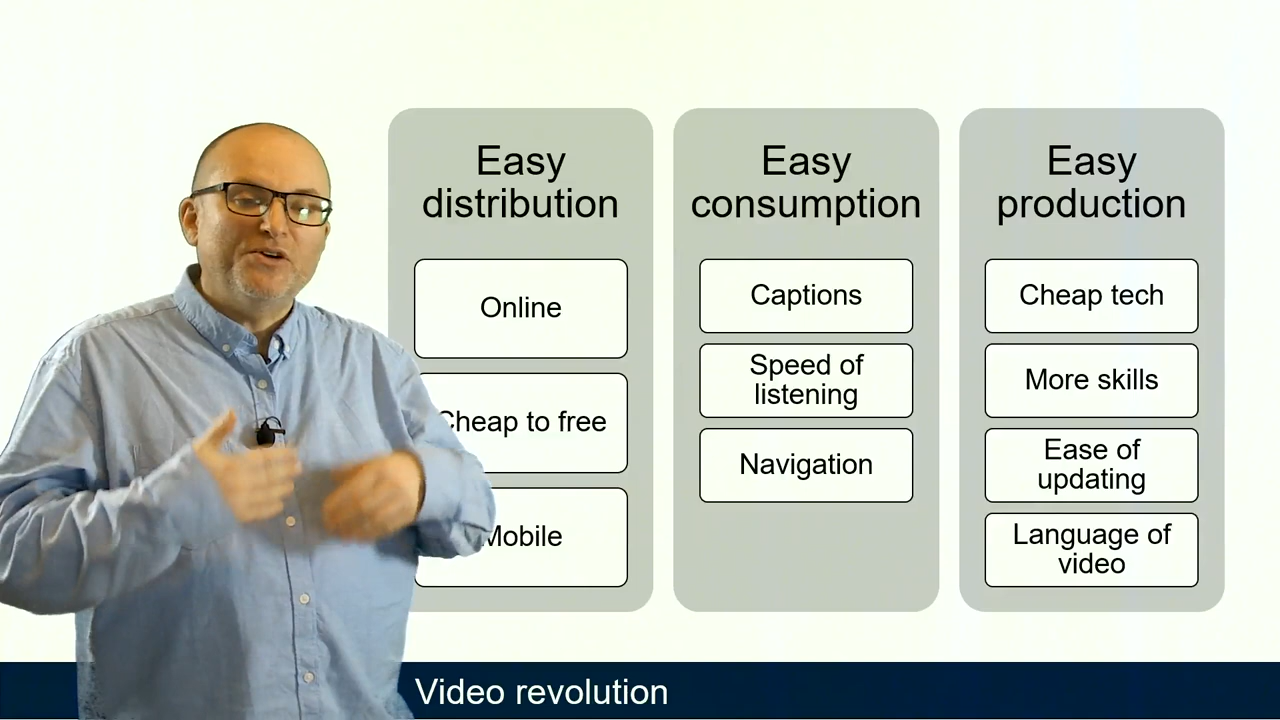 Easy
distribution
Online
Cheap to free
Mobile
Easy
consumption
Captions
Speed of
listening
Navigation
Easy
production
Cheap tech
More skills
Ease of
updating
Language of
video
Video revolution